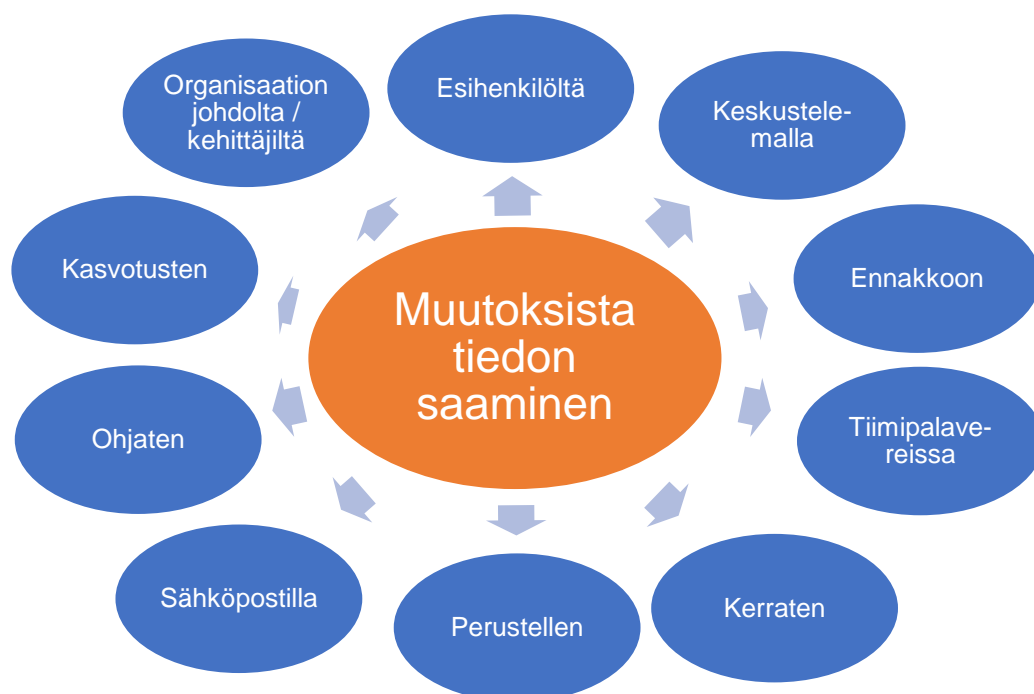 Organisaation
johdolta /
kehittäjiltä
Esihenkilöltä
Keskustele-
malla
Kasvotusten
Muutoksista
tiedon
saaminen
Ennakkoon
Ohjaten
Tiimipalave-
reissa
Sähköpostilla
Perustellen
Kerraten